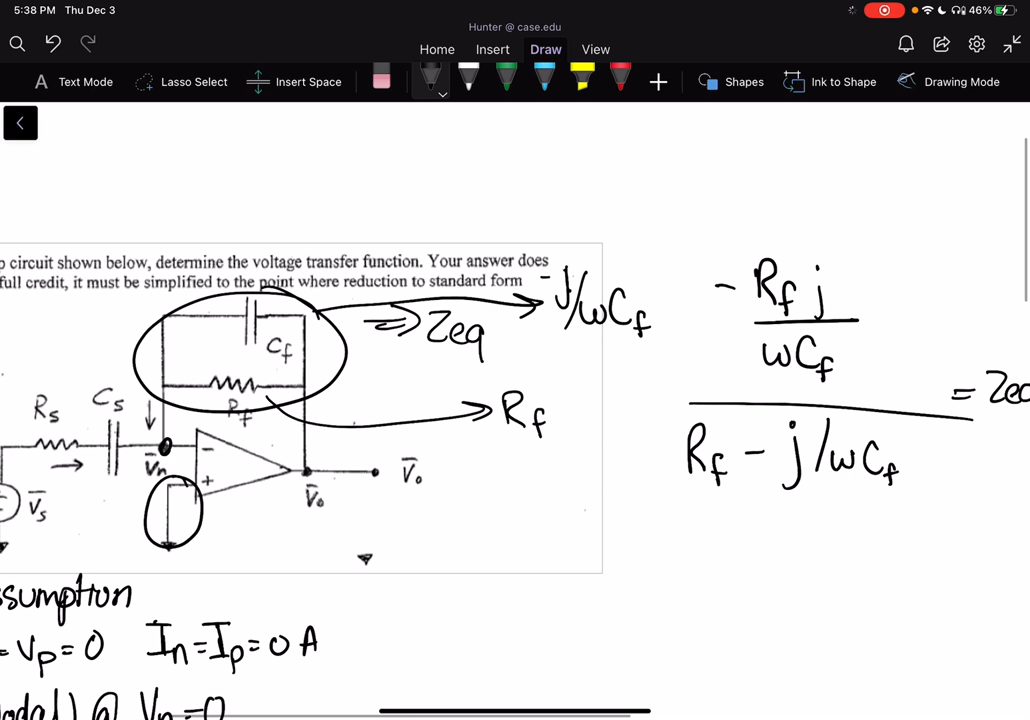 5:38 PM Thu Dec 3
46%
Hunter @ case.edu
Home Insert Draw View
Text Mode Lasso Select Insert Space Shapes Ink to Shape Drawing Mode
p circuit shown below, determine the voltage transfer function. Your answer does
full credit, it must be simplified to the point where reduction to standard form
-j/ωCf
⇒ Zeq
Cf
Rf
Rf
Rs
Cs
V̄n
-
+
V̄s
V̄o
V̄o
- Rf j
ωCf
= Zeq
Rf - j/ωCf
ssumption
= Vp = 0 In = Ip = 0 A
nodal) @ Vn = 0